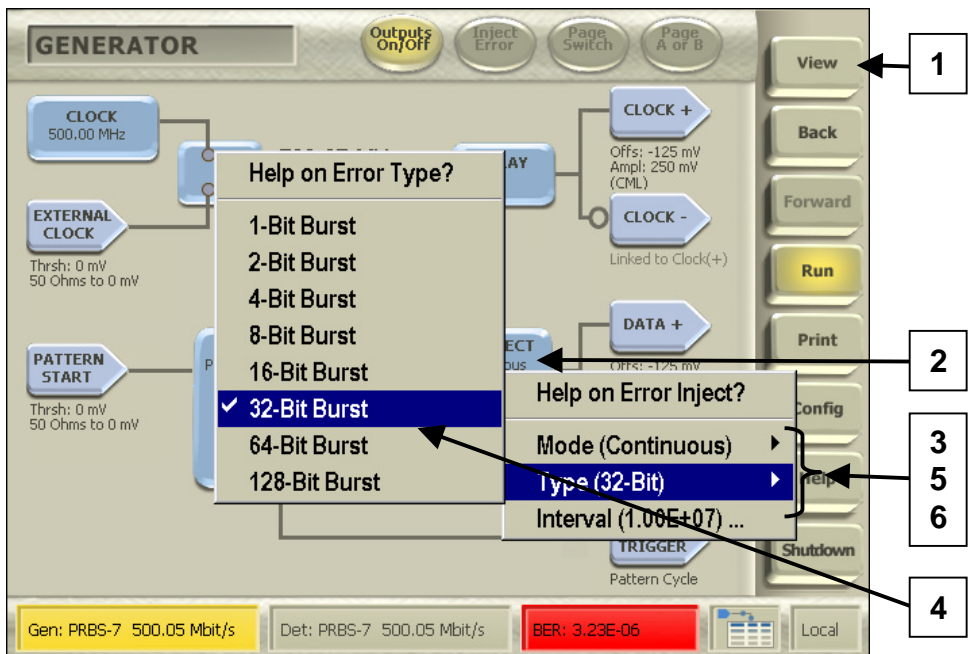 GENERATOR
Outputs
On/Off
Inject
Error
Page
Switch
Page
A or B
View
1
CLOCK
500.00 MHz
CLOCK +
Offs: -125 mV
Ampl: 250 mV
(CML)
Back
Help on Error Type?
1-Bit Burst
2-Bit Burst
4-Bit Burst
8-Bit Burst
16-Bit Burst
32-Bit Burst
64-Bit Burst
128-Bit Burst
EXTERNAL
CLOCK
Thrsh: 0 mV
50 Ohms to 0 mV
CLOCK -
Linked to Clock(+)
Forward
Run
DATA +
Offs: -125 mV
Print
2
PATTERN
START
Thrsh: 0 mV
50 Ohms to 0 mV
Help on Error Inject?
Mode (Continuous)
Type (32-Bit)
Interval (1.00E+07) ...
Config
Help
3
5
6
TRIGGER
Pattern Cycle
Shutdown
4
Gen: PRBS-7 500.05 Mbit/s
Det: PRBS-7 500.05 Mbit/s
BER: 3.23E-06
Local